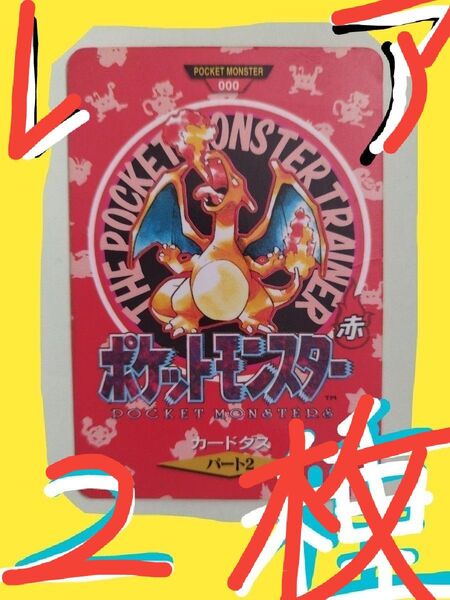 レア
POCKET MONSTER
000
THE POCKET MONSTER TRAINER
赤
ポケットモンスター
TM
POCKET MONSTERS
カードダス
パート2
2枚